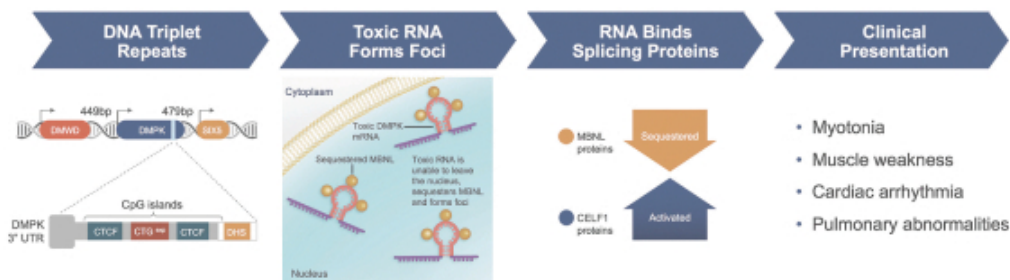 DNA Triplet
Repeats
Toxic RNA
Forms Foci
RNA Binds
Splicing Proteins
Clinical
Presentation
449bp
479bp
DMWD
DMPK
SIX5
CpG islands
DMPK
3" UTR
CTCF
CTG
CTCF
DHS
Cytoplasm
Toxic DMPK
mRNA
Sequestered MBNL
Toxic RNA is
unable to leave
the nucleus,
sequesters MBNL
and forms foci
Nucleus
MBNL
proteins
Sequestered
CELF1
proteins
Activated
• Myotonia
• Muscle weakness
• Cardiac arrhythmia
• Pulmonary abnormalities